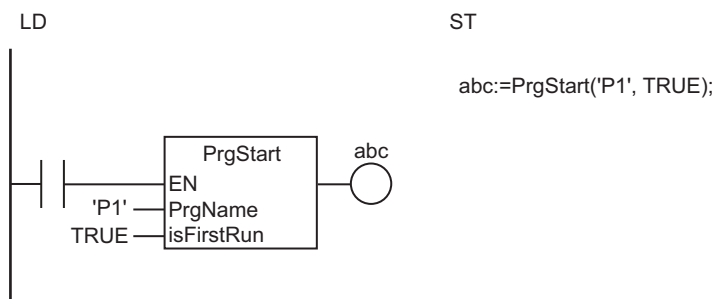 LD
ST
abc:=PrgStart('P1', TRUE);
PrgStart
abc
EN
'P1'
PrgName
TRUE
isFirstRun